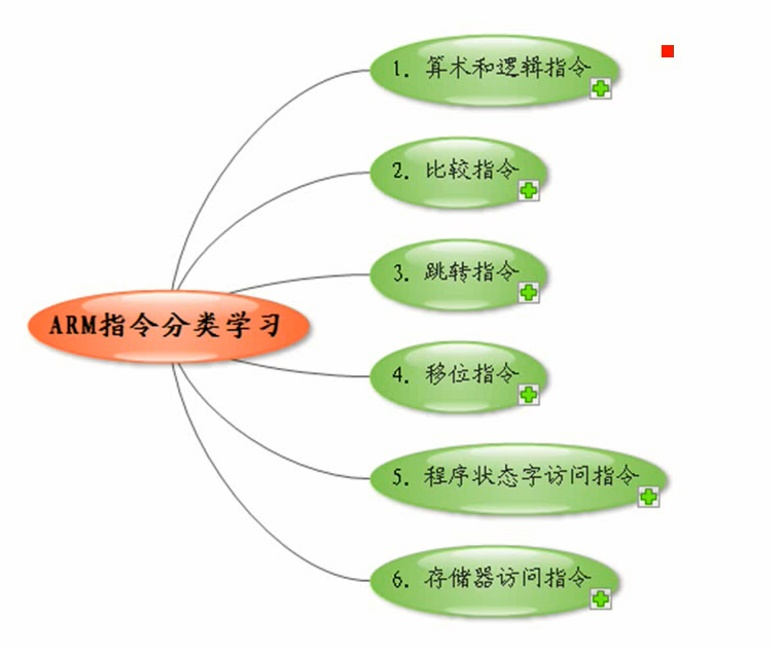 1. 算术和逻辑指令
2. 比较指令
3. 跳转指令
ARM指令分类学习
4. 移位指令
5. 程序状态字访问指令
6. 存储器访问指令